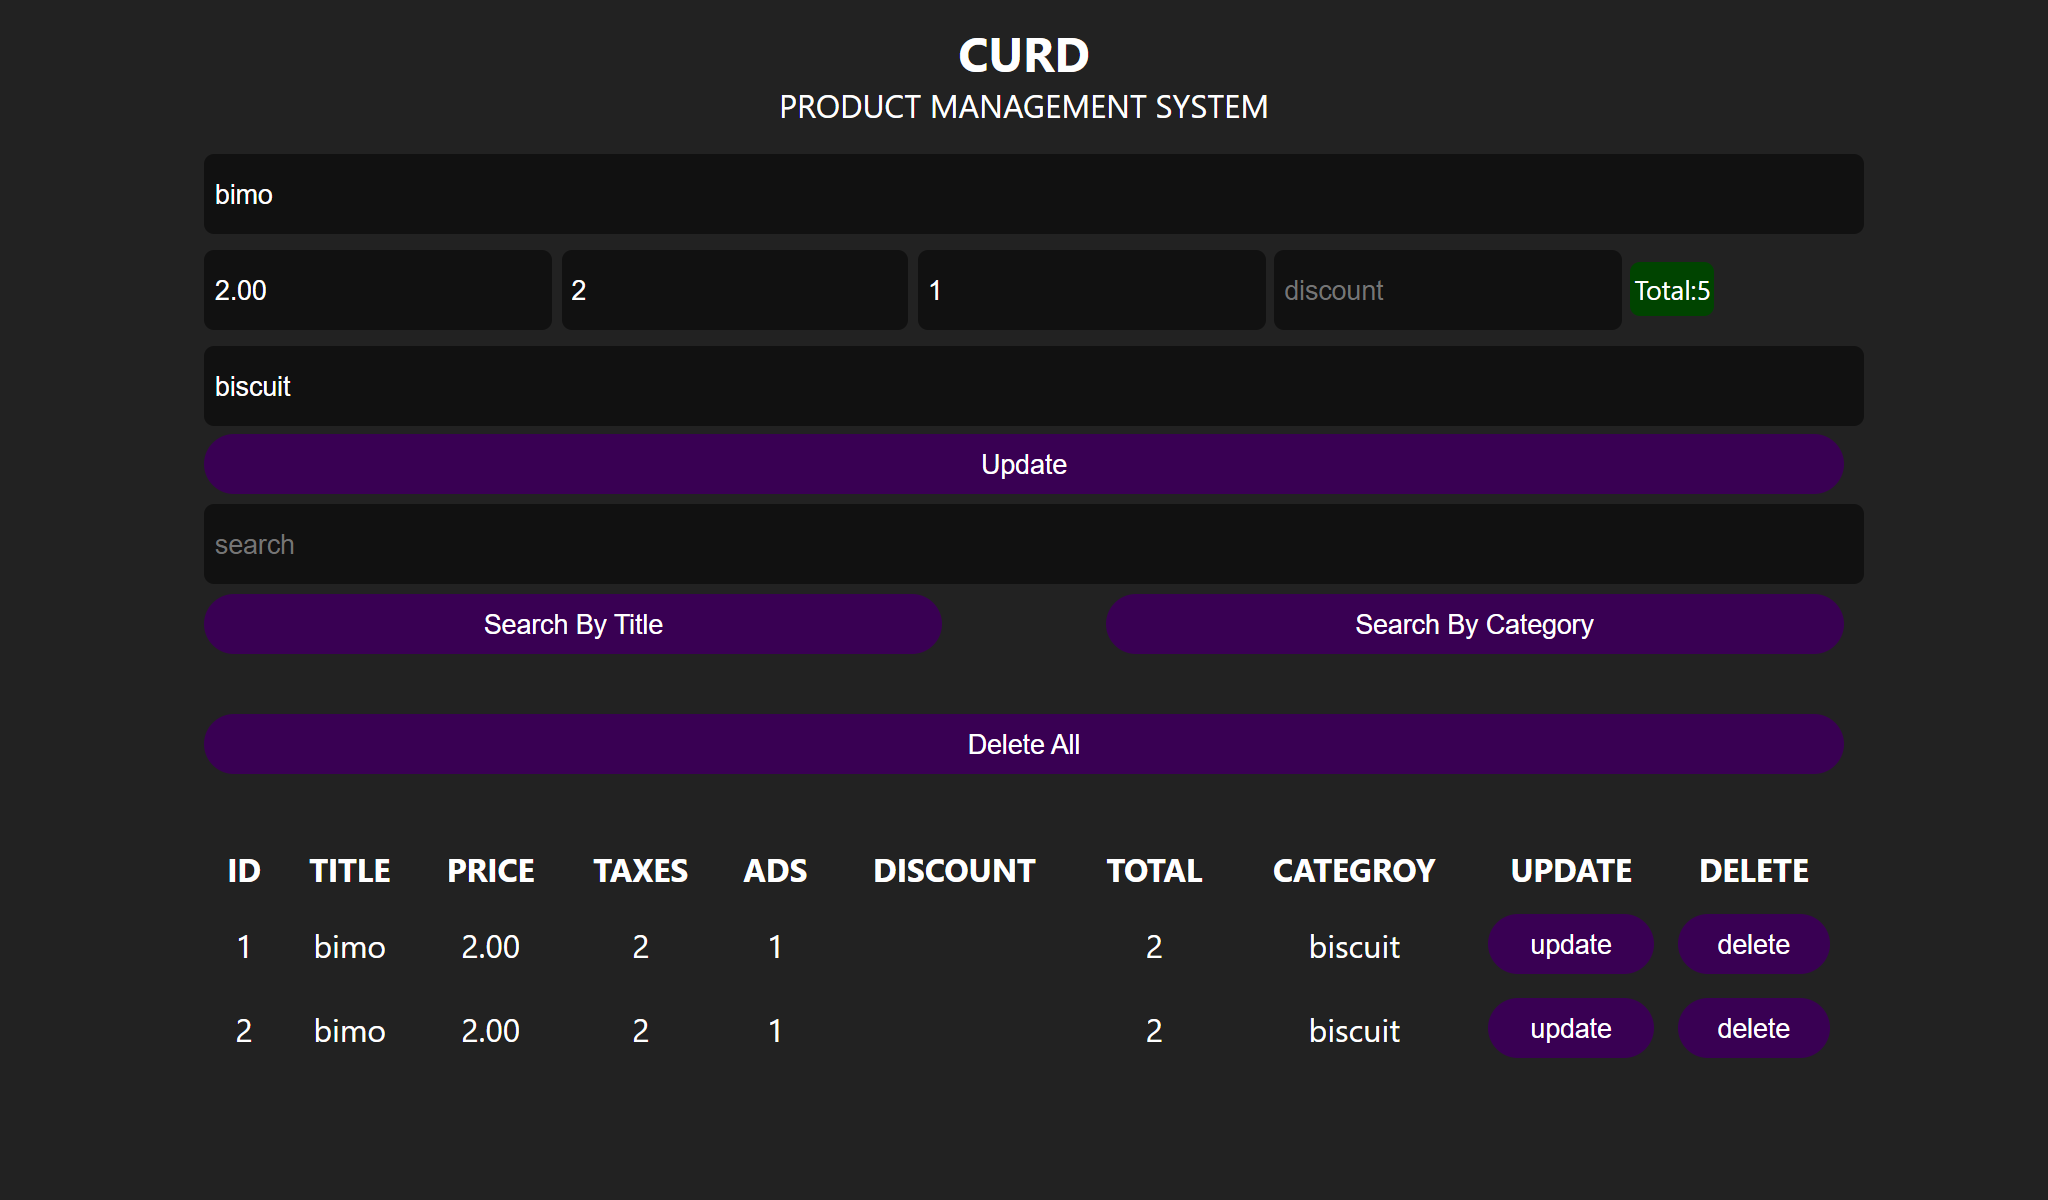 CURD
PRODUCT MANAGEMENT SYSTEM
bimo
2.00 2 1 discount Total:5
biscuit
Update
search
Search By Title Search By Category
Delete All
ID TITLE PRICE TAXES ADS DISCOUNT TOTAL CATEGROY UPDATE DELETE
1 bimo 2.00 2 1 2 biscuit update delete
2 bimo 2.00 2 1 2 biscuit update delete